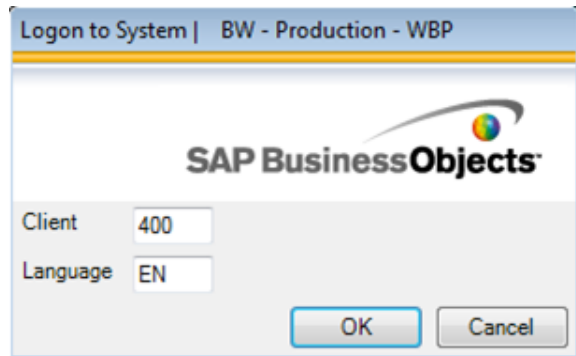 Logon to System | BW - Production - WBP
SAP BusinessObjects
Client 400
Language EN
OK Cancel